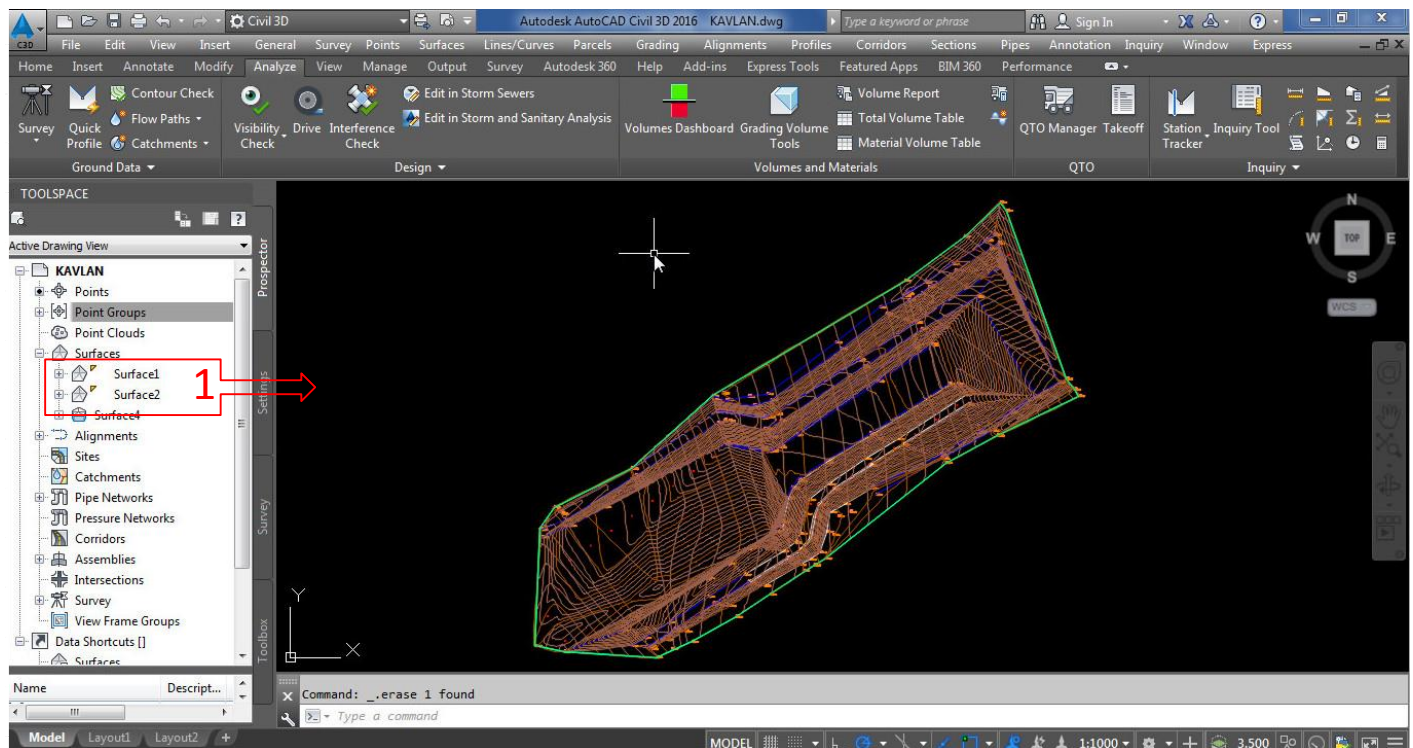 Civil 3D
Autodesk AutoCAD Civil 3D 2016 KAVLAN.dwg
Type a keyword or phrase
Sign In
C3D File Edit View Insert General Survey Points Surfaces Lines/Curves Parcels Grading Alignments Profiles Corridors Sections Pipes Annotation Inquiry Window Express
Home Insert Annotate Modify Analyze View Manage Output Survey Autodesk 360 Help Add-ins Express Tools Featured Apps BIM 360 Performance
Survey
Quick Profile
Contour Check
Flow Paths
Catchments
Visibility Check
Drive
Interference Check
Edit in Storm Sewers
Edit in Storm and Sanitary Analysis
Volumes Dashboard
Grading Volume Tools
Volume Report
Total Volume Table
Material Volume Table
QTO Manager
Takeoff
Station Tracker
Inquiry Tool
Ground Data
Design
Volumes and Materials
QTO
Inquiry
TOOLSPACE
Active Drawing View
KAVLAN
Points
Point Groups
Point Clouds
Surfaces
Surface1
Surface2
1
Surface4
Alignments
Sites
Catchments
Pipe Networks
Pressure Networks
Corridors
Assemblies
Intersections
Survey
View Frame Groups
Data Shortcuts []
Surfaces
Name Descript...
Prospector
Settings
Survey
Toolbox
N
W TOP E
S
WCS
Y
X
Command: _.erase 1 found
Type a command
Model Layout1 Layout2 +
MODEL 1:1000 3.500